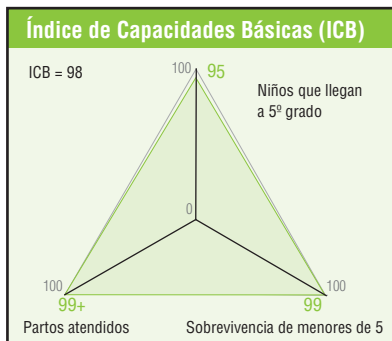 Índice de Capacidades Básicas (ICB)
ICB = 98
100
95
Niños que llegan
a 5º grado
0
100
99+
Partos atendidos
100
99
Sobrevivencia de menores de 5